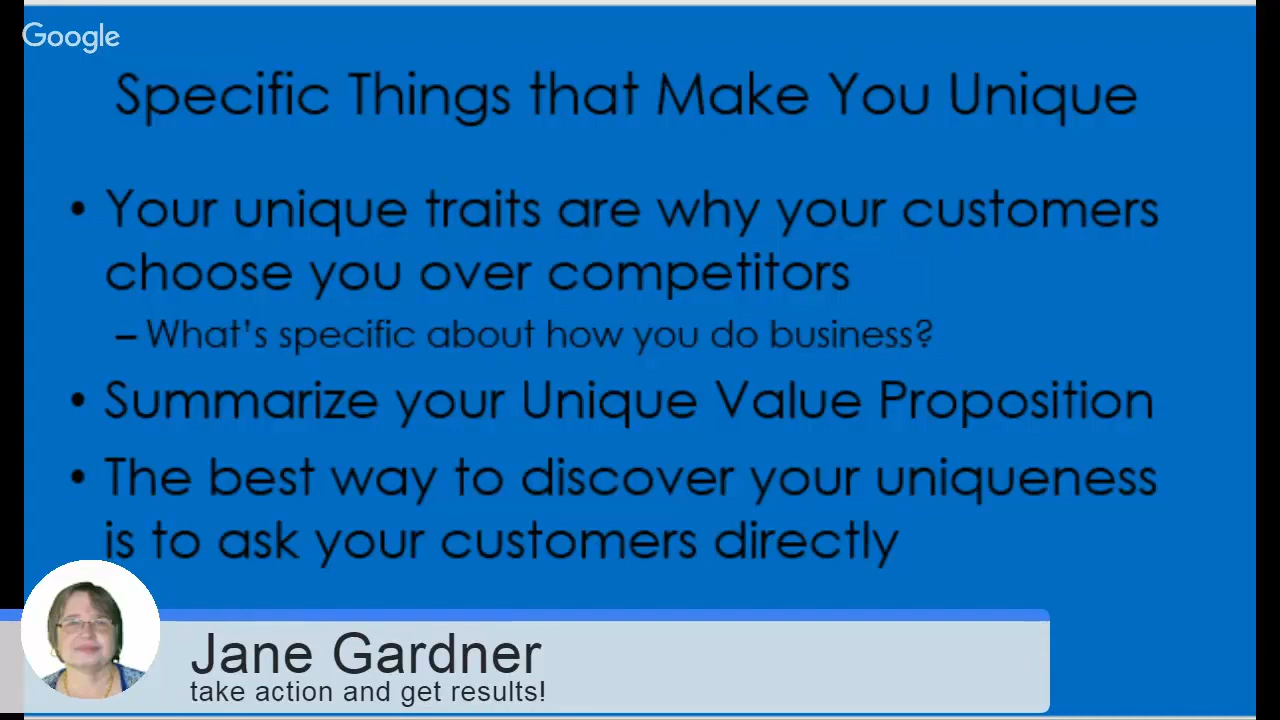 Google
Specific Things that Make You Unique
• Your unique traits are why your customers
choose you over competitors
– What's specific about how you do business?
• Summarize your Unique Value Proposition
• The best way to discover your uniqueness
is to ask your customers directly
Jane Gardner
take action and get results!